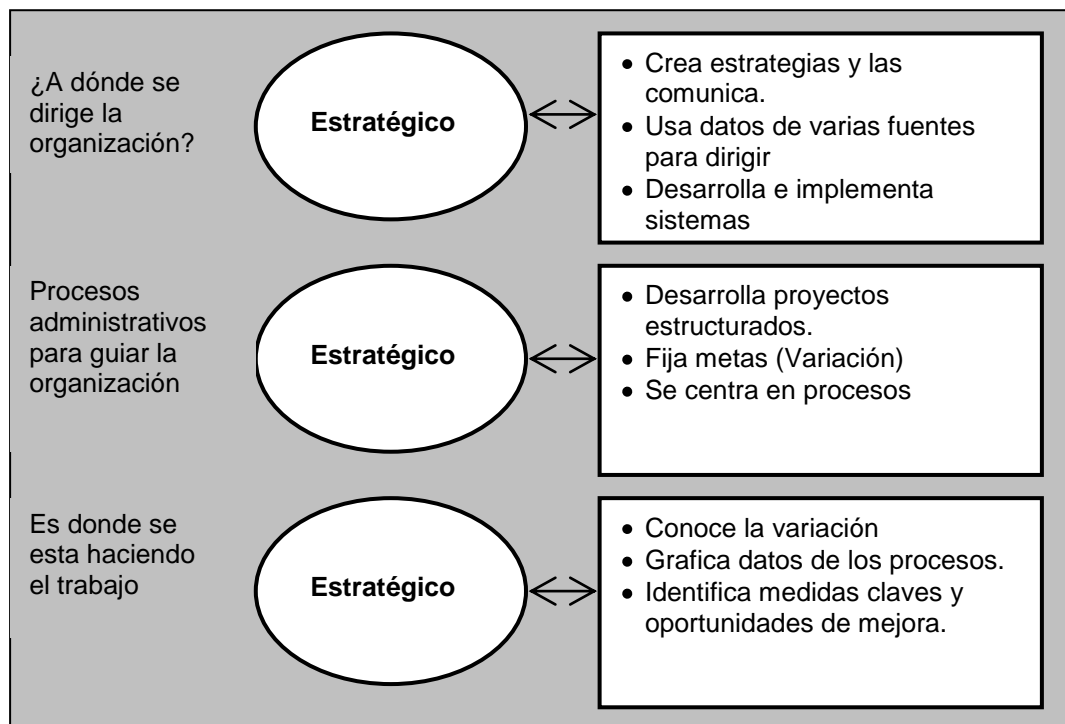 ¿A dónde se
dirige la
organización?
Estratégico
• Crea estrategias y las
comunica.
• Usa datos de varias fuentes
para dirigir
• Desarrolla e implementa
sistemas
Procesos
administrativos
para guiar la
organización
Estratégico
• Desarrolla proyectos
estructurados.
• Fija metas (Variación)
• Se centra en procesos
Es donde se
esta haciendo
el trabajo
Estratégico
• Conoce la variación
• Grafica datos de los procesos.
• Identifica medidas claves y
oportunidades de mejora.